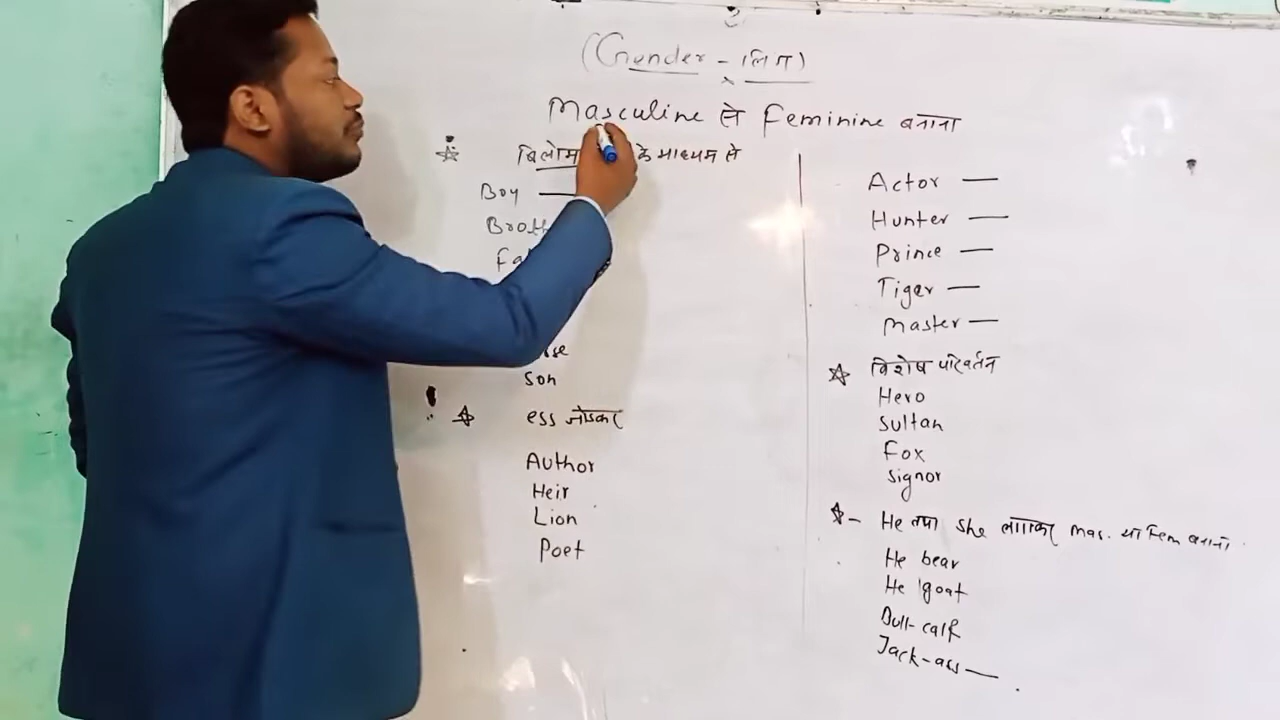 (Gender - लिंग)
Masculine से Feminine बनाना
बिलोम के माध्यम से
Boy —
Son
ess जोडकर
Author
Heir
Lion
Poet
Actor —
Hunter —
Prince —
Tiger —
Master —
विशेष परिवर्तन
Hero
Sultan
Fox
Signor
- He तथा She लगाकर Mas. या Fem बनाना
He bear
He goat
Bull-calf
Jack-ass —